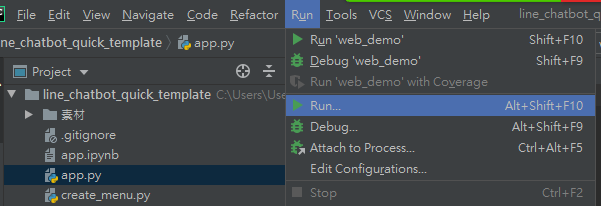 File Edit View Navigate Code Refactor Run Tools VCS Window Help line_chatbot_q
ne_chatbot_quick_template app.py
Project
line_chatbot_quick_template C:\Users\Use
素材
.gitignore
app.ipynb
app.py
create_menu.py
Run 'web_demo' Shift+F10
Debug 'web_demo' Shift+F9
Run 'web_demo' with Coverage
Run... Alt+Shift+F10
Debug... Alt+Shift+F9
Attach to Process... Ctrl+Alt+F5
Edit Configurations...
Stop Ctrl+F2